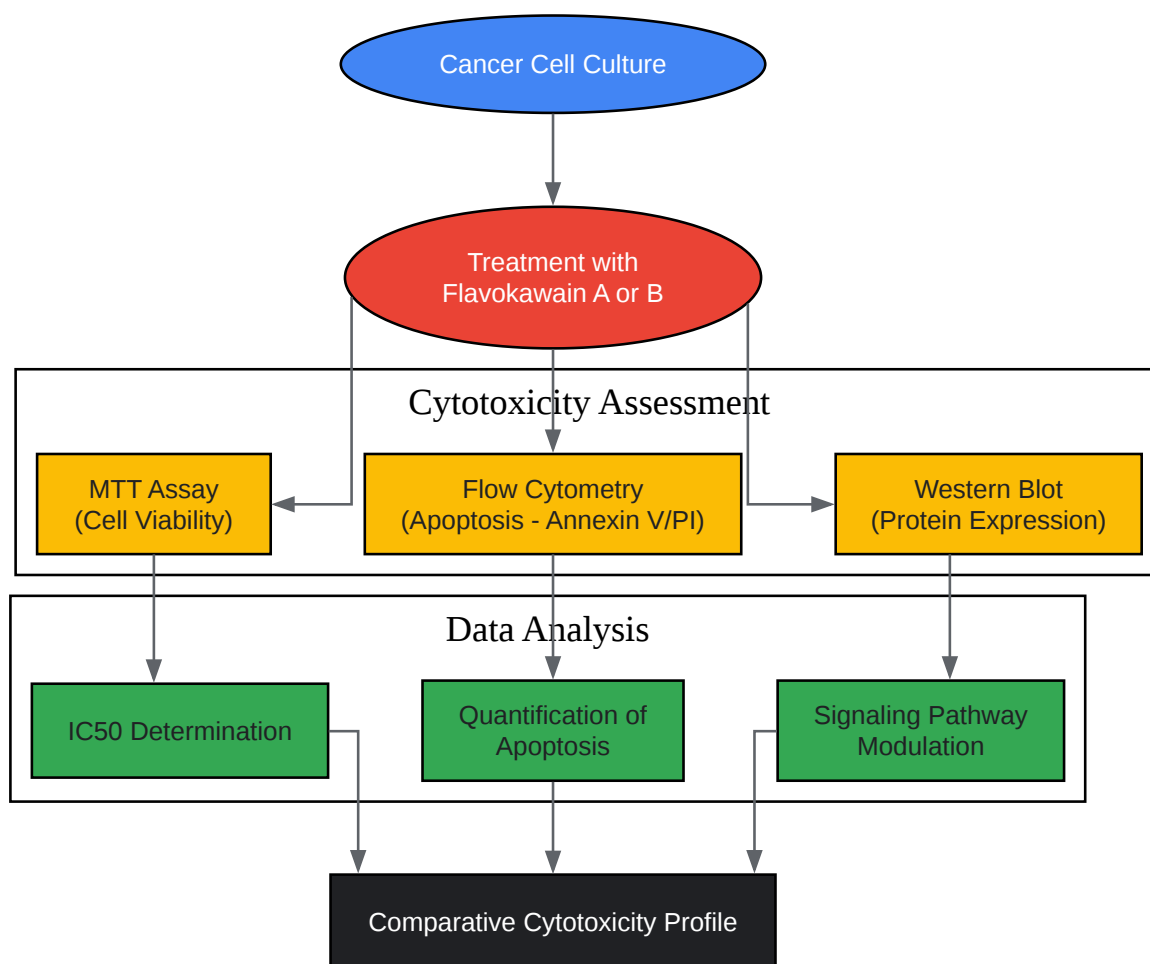 Cancer Cell Culture
Treatment with
Flavokawain A or B
Cytotoxicity Assessment
MTT Assay
(Cell Viability)
Flow Cytometry
(Apoptosis - Annexin V/PI)
Western Blot
(Protein Expression)
Data Analysis
IC50 Determination
Quantification of
Apoptosis
Signaling Pathway
Modulation
Comparative Cytotoxicity Profile